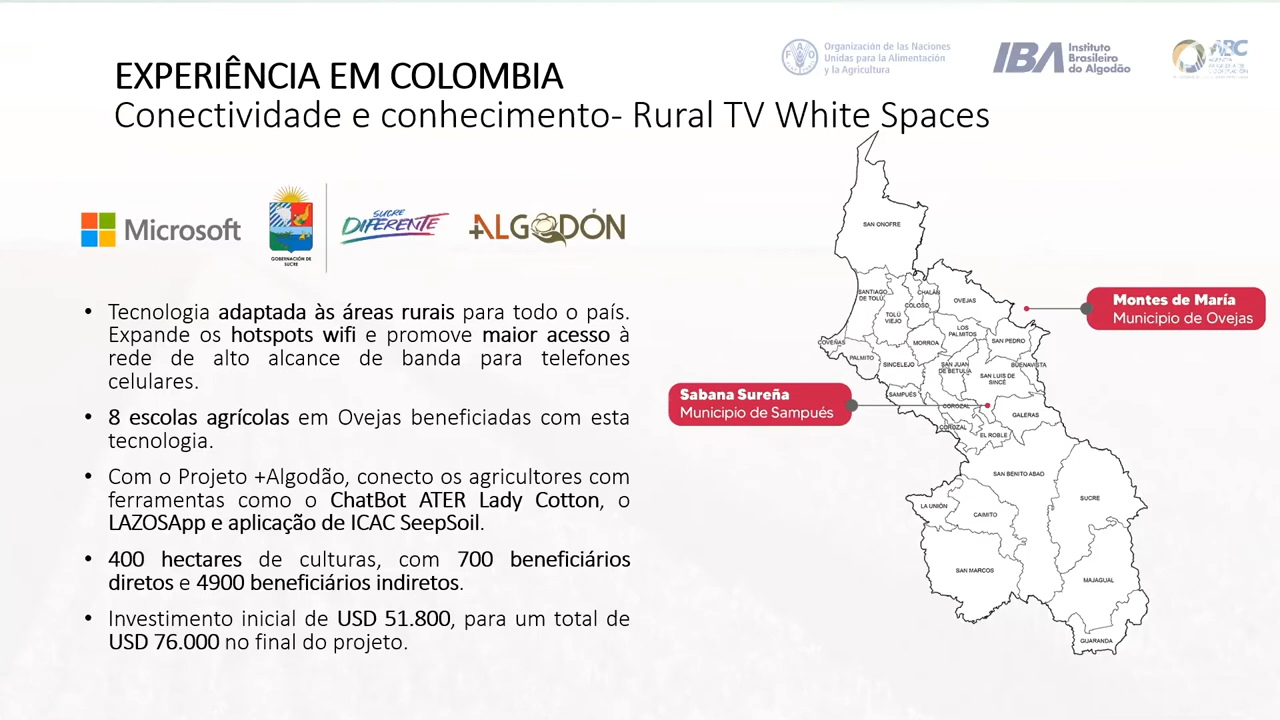 Organización de las Naciones
Unidas para la Alimentación
y la Agricultura
IBA Instituto
Brasileiro
do Algodão
ABC
EXPERIÊNCIA EM COLOMBIA
Conectividade e conhecimento- Rural TV White Spaces
Microsoft
GOBERNACIÓN DE
SUCRE
SUCRE
DIFERENTE
+ALGODÓN
• Tecnologia adaptada às áreas rurais para todo o país.
Expande os hotspots wifi e promove maior acesso à
rede de alto alcance de banda para telefones
celulares.
• 8 escolas agrícolas em Ovejas beneficiadas com esta
tecnologia.
• Com o Projeto +Algodão, conecto os agricultores com
ferramentas como o ChatBot ATER Lady Cotton, o
LAZOSApp e aplicação de ICAC SeepSoil.
• 400 hectares de culturas, com 700 beneficiários
diretos e 4900 beneficiários indiretos.
• Investimento inicial de USD 51.800, para um total de
USD 76.000 no final do projeto.
SAN ONOFRE
SANTIAGO
DE TOLÚ
CHALÁN
COLOSO
OVEJAS
TOLÚ
VIEJO
LOS
PALMITOS
COVEÑAS
MORROA
SAN PEDRO
PALMITO
SINCELEJO
SAN JUAN
DE BETULIA
BUENAVISTA
SAN LUIS DE
SINCÉ
SAMPUÉS
COROZAL
GALERAS
COROZAL
EL ROBLE
SAN BENITO ABAD
SUCRE
LA UNIÓN
CAIMITO
SAN MARCOS
MAJAGUAL
GUARANDA
Montes de María
Municipio de Ovejas
Sabana Sureña
Municipio de Sampués